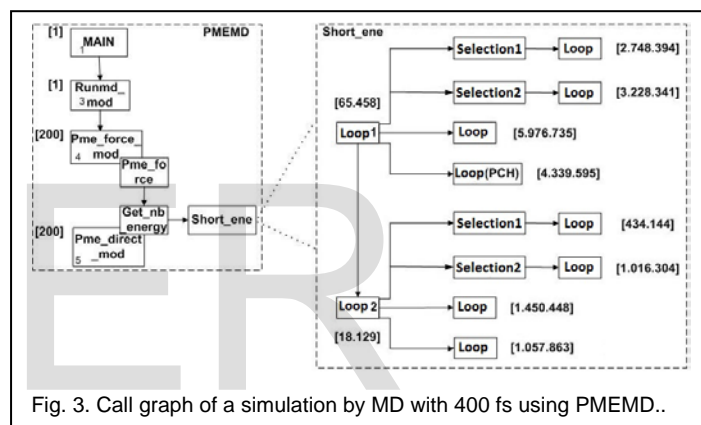 PMEMD
[1]
MAIN
1
[1]
Runmd_
mod
3
[200]
Pme_force_
mod
4
Pme_fo
rce
Get_nb
_energy
Short_ene
[200]
Pme_direct
_mod
5
Short_ene
Selection1
Loop
[2.748.394]
Selection2
Loop
[3.228.341]
[65.458]
Loop1
Loop
[5.976.735]
Loop(PCH)
[4.339.595]
Selection1
Loop
[434.144]
Selection2
Loop
[1.016.304]
Loop 2
Loop
[1.450.448]
[18.129]
Loop
[1.057.863]
ER
Fig. 3. Call graph of a simulation by MD with 400 fs using PMEMD..